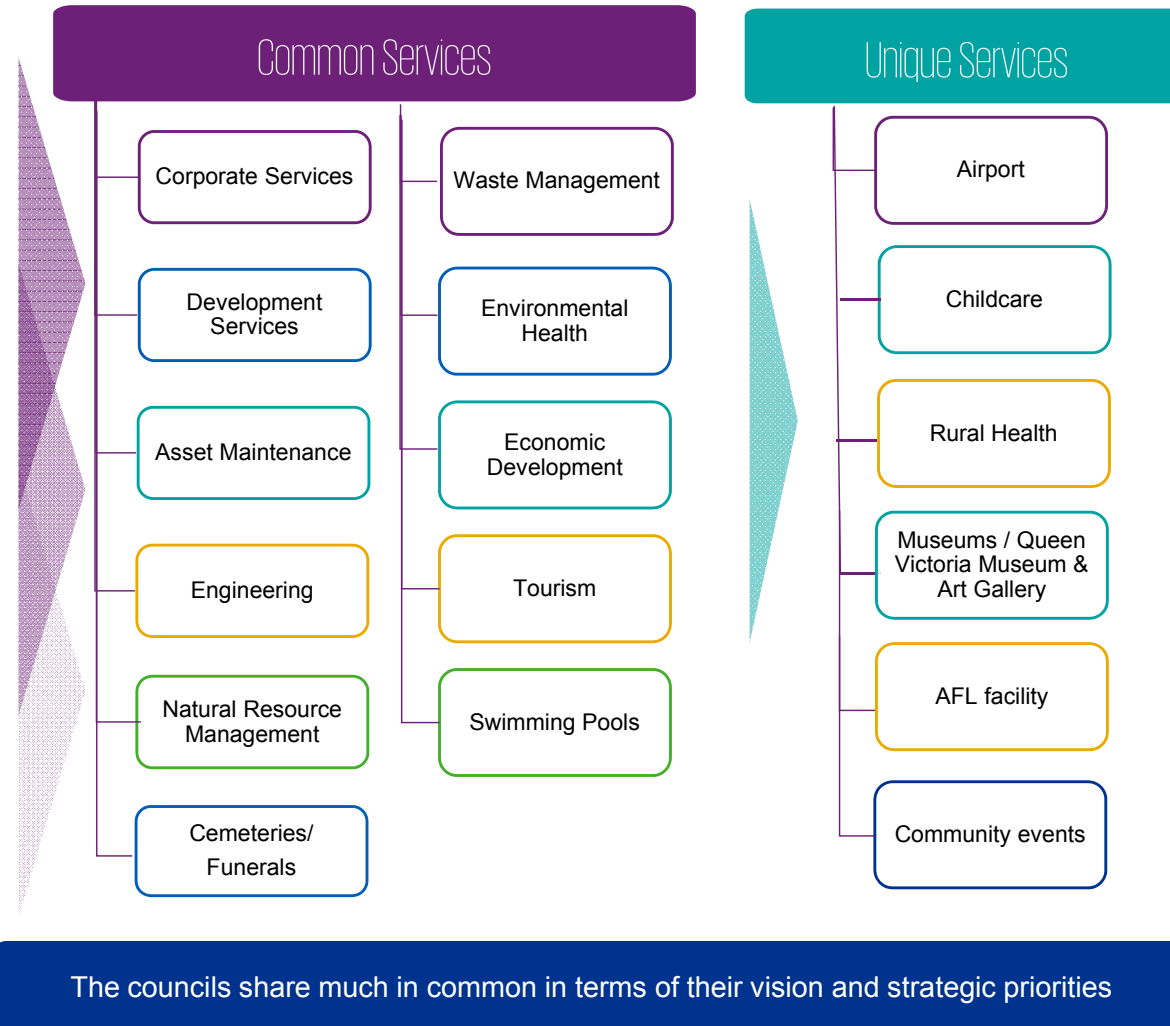 Common Services
Corporate Services
Development
Services
Asset Maintenance
Engineering
Natural Resource
Management
Cemeteries/
Funerals
Waste Management
Environmental
Health
Economic
Development
Tourism
Swimming Pools
Unique Services
Airport
Childcare
Rural Health
Museums / Queen
Victoria Museum &
Art Gallery
AFL facility
Community events
The councils share much in common in terms of their vision and strategic priorities